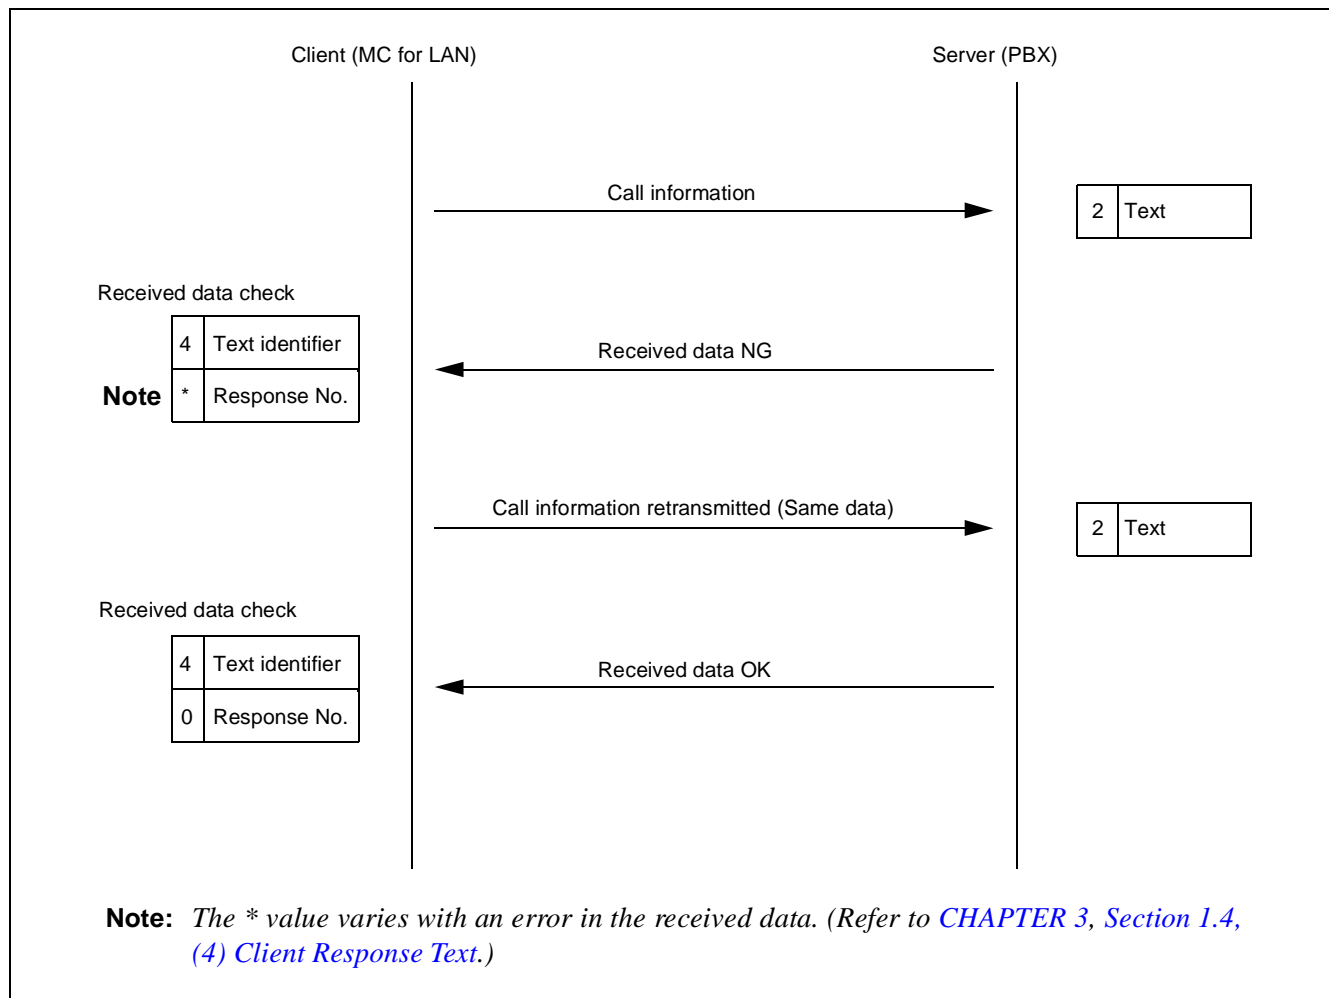 Client (MC for LAN)
Server (PBX)
Call information
2 Text
Received data check
4 Text identifier
Received data NG
Note * Response No.
Call information retransmitted (Same data)
2 Text
Received data check
4 Text identifier
Received data OK
0 Response No.
Note: The * value varies with an error in the received data. (Refer to CHAPTER 3, Section 1.4,
(4) Client Response Text.)